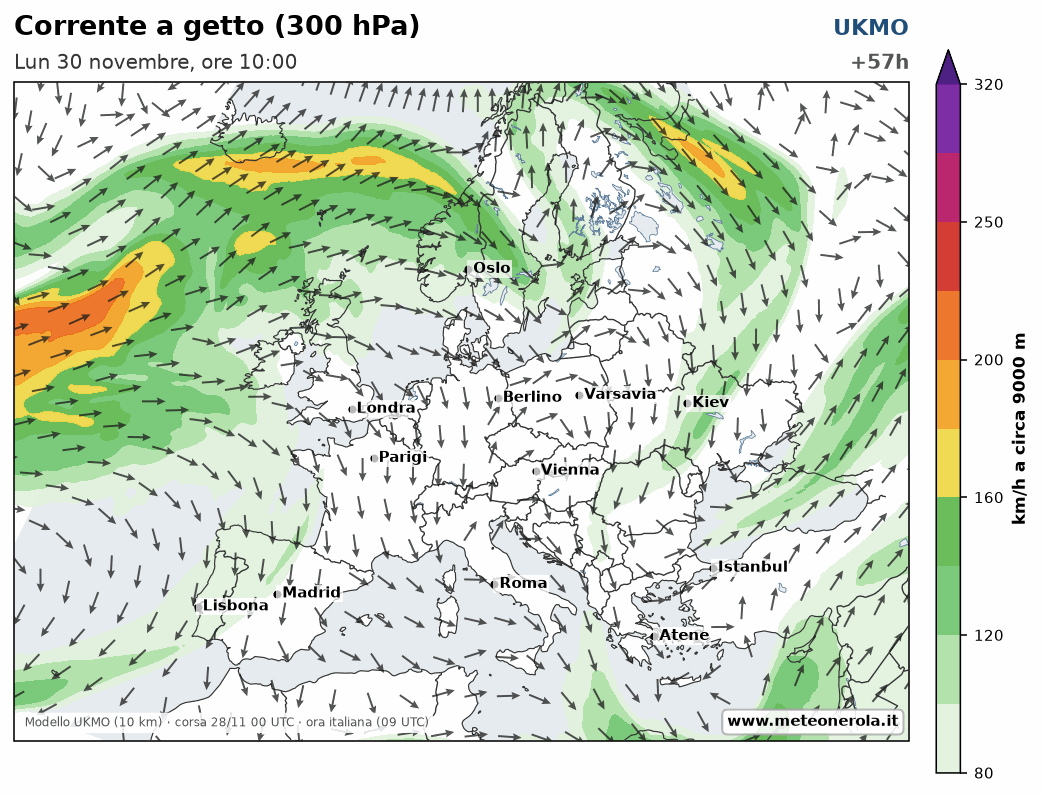 Corrente a getto (300 hPa)
UKMO
Lun 30 novembre, ore 10:00
+57h
320
250
200
160
120
80
km/h a circa 9000 m
Oslo
Berlino
Varsavia
Kiev
Londra
Parigi
Vienna
Istanbul
Roma
Madrid
Lisbona
Atene
Modello UKMO (10 km) · corsa 28/11 00 UTC · ora italiana (09 UTC)
www.meteonerola.it